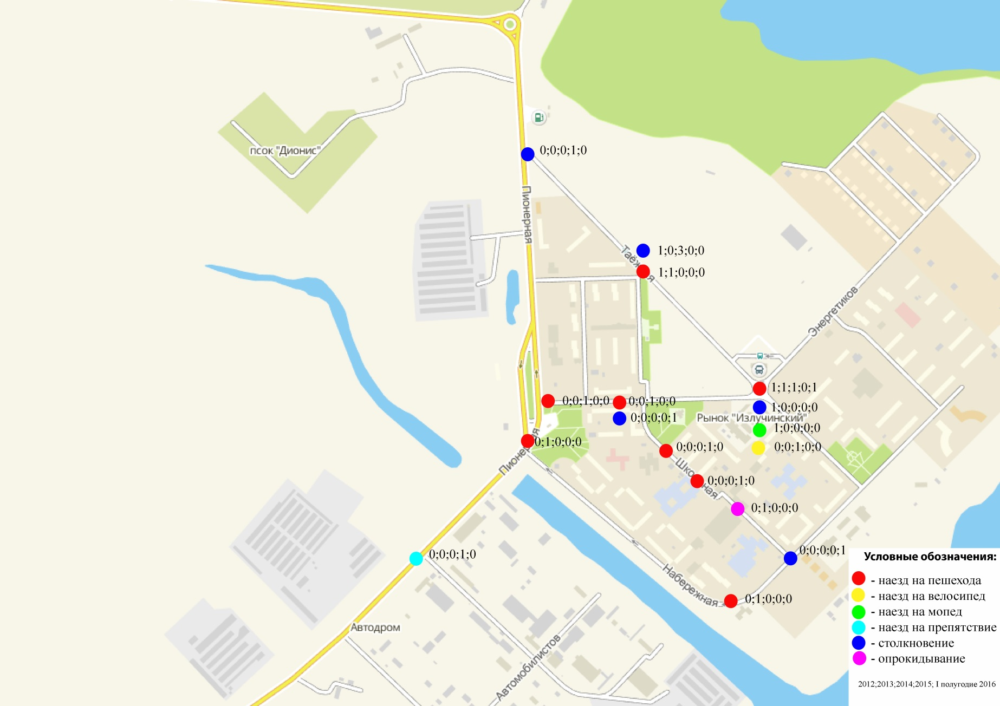 псок "Дионис"
0;0;0;1;0
Пионерная
1;0;3;0;0
1;1;0;0;0
Энергетиков
1;1;1;0;1
0;0;1;0;0
0;0;1;0;0
1;0;0;0;0
Рынок "Излучинский"
0;0;0;0;1
1;0;0;0;0
0;1;0;0;0
0;0;0;1;0
0;0;1;0;0
0;0;0;1;0
0;1;0;0;0
0;0;0;1;0
0;0;0;0;1
Набережная
0;1;0;0;0
Автодром
Автомобилистов
Условные обозначения:
- наезд на пешехода
- наезд на велосипед
- наезд на мопед
- наезд на препятствие
- столкновение
- опрокидывание
2012;2013;2014;2015; I полугодие 2016